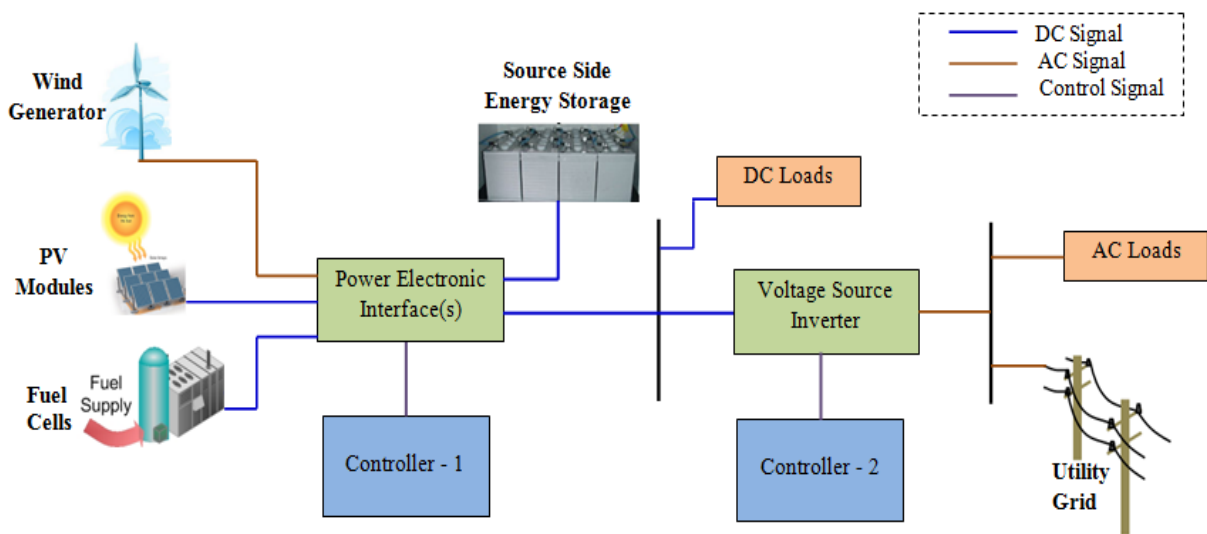 Wind
Generator
PV
Modules
Fuel
Cells
Fuel
Supply
Source Side
Energy Storage
Power Electronic
Interface(s)
Controller - 1
DC Loads
Voltage Source
Inverter
Controller - 2
AC Loads
Utility
Grid
DC Signal
AC Signal
Control Signal